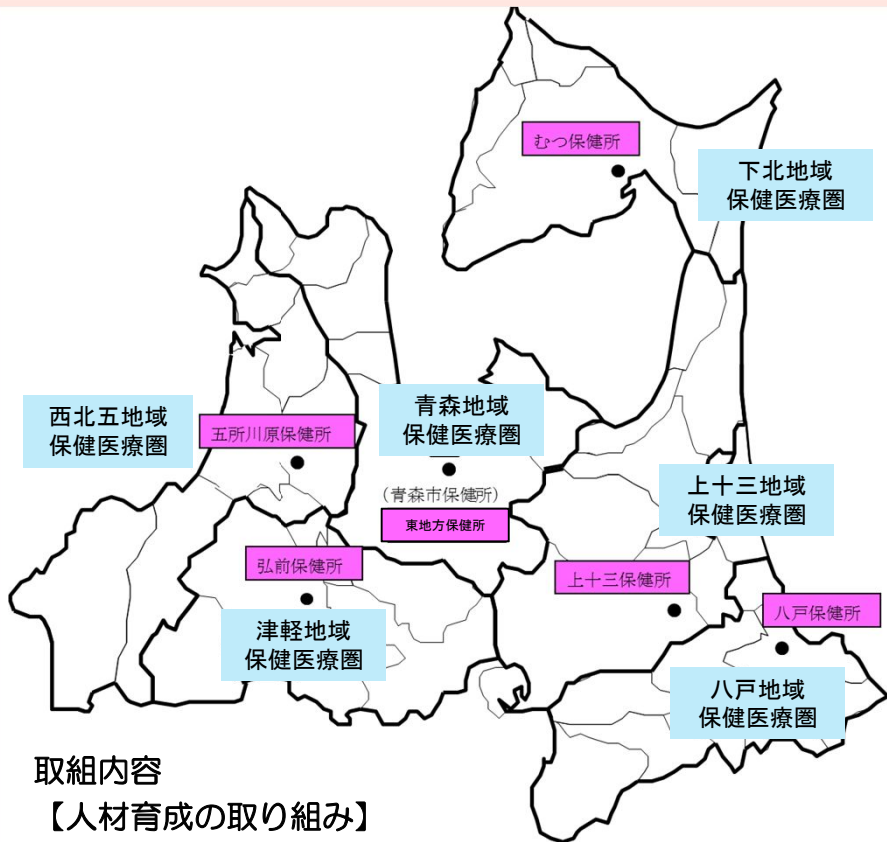 むつ保健所
下北地域
保健医療圏
西北五地域
保健医療圏
五所川原保健所
青森地域
保健医療圏
(青森市保健所)
東地方保健所
上十三地域
保健医療圏
弘前保健所
上十三保健所
八戸保健所
津軽地域
保健医療圏
八戸地域
保健医療圏
取組内容
【人材育成の取り組み】